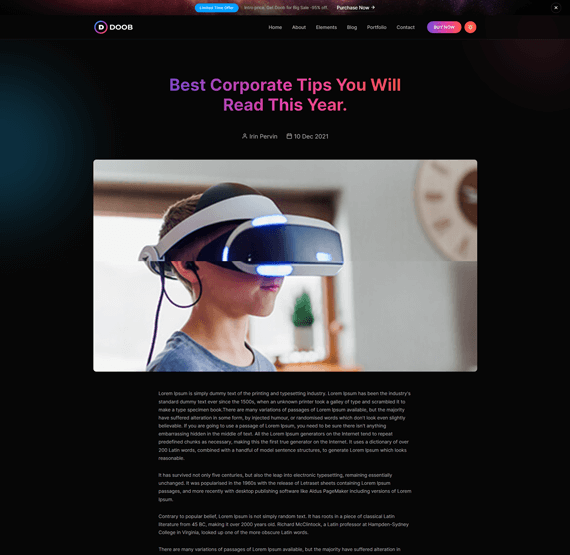 Limited Time Offer
Intro price. Get Doob for Big Sale -95% off.
Purchase Now →
DOOB
Home
About
Elements
Blog
Portfolio
Contact
BUY NOW
Best Corporate Tips You Will
Read This Year.
Irin Pervin
10 Dec 2021
Lorem Ipsum is simply dummy text of the printing and typesetting industry. Lorem Ipsum has been the industry's
standard dummy text ever since the 1500s, when an unknown printer took a galley of type and scrambled it to
make a type specimen book.There are many variations of passages of Lorem Ipsum available, but the majority
have suffered alteration in some form, by injected humour, or randomised words which don't look even slightly
believable. If you are going to use a passage of Lorem Ipsum, you need to be sure there isn't anything
embarrassing hidden in the middle of text. All the Lorem Ipsum generators on the Internet tend to repeat
predefined chunks as necessary, making this the first true generator on the Internet. It uses a dictionary of over
200 Latin words, combined with a handful of model sentence structures, to generate Lorem Ipsum which looks
reasonable.
It has survived not only five centuries, but also the leap into electronic typesetting, remaining essentially
unchanged. It was popularised in the 1960s with the release of Letraset sheets containing Lorem Ipsum
passages, and more recently with desktop publishing software like Aldus PageMaker including versions of Lorem
Ipsum.
Contrary to popular belief, Lorem Ipsum is not simply random text. It has roots in a piece of classical Latin
literature from 45 BC, making it over 2000 years old. Richard McClintock, a Latin professor at Hampden-Sydney
College in Virginia, looked up one of the more obscure Latin words.
There are many variations of passages of Lorem Ipsum available, but the majority have suffered alteration in